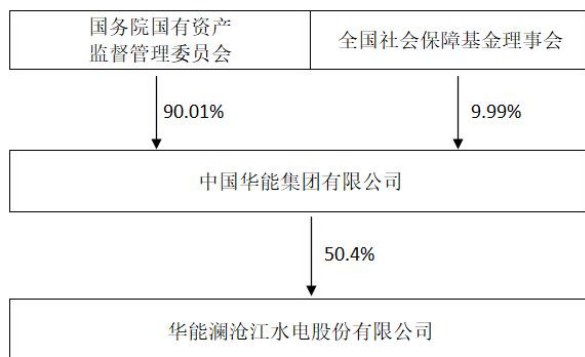 国务院国有资产
监督管理委员会
全国社会保障基金理事会
90.01%
9.99%
中国华能集团有限公司
50.4%
华能澜沧江水电股份有限公司